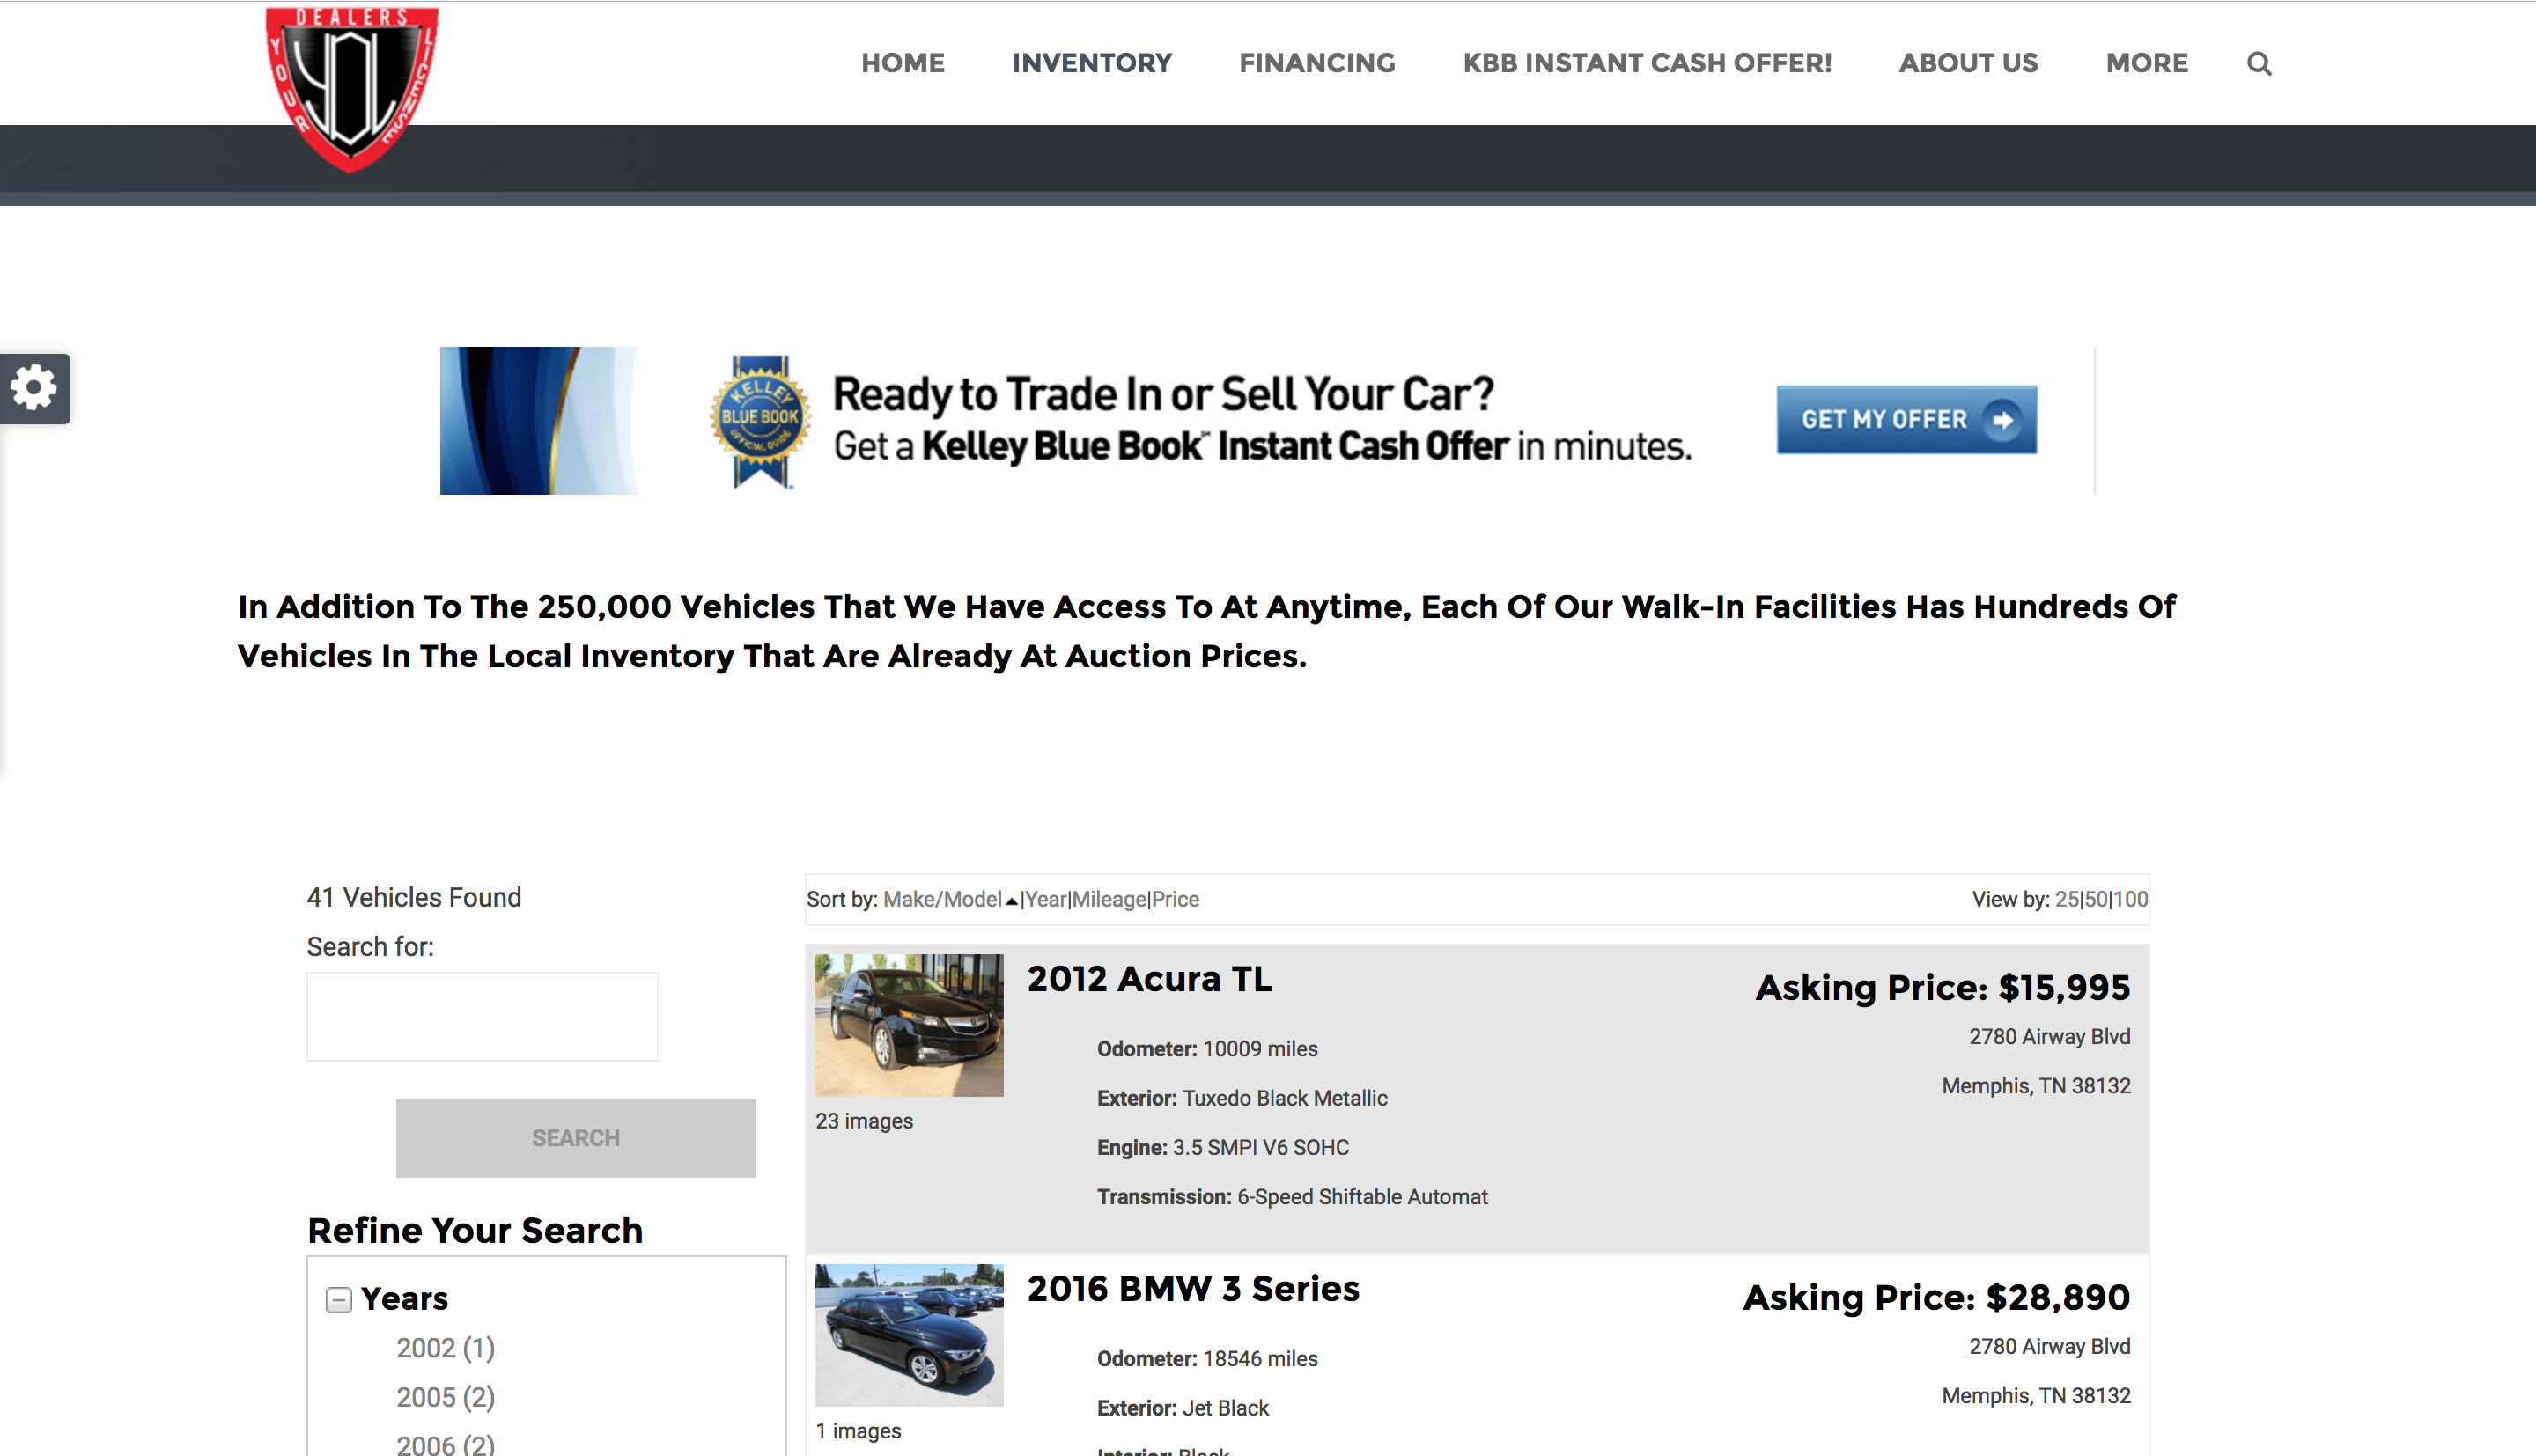 DEALERS
YOUR
LICENSE
YDL
HOME
INVENTORY
FINANCING
KBB INSTANT CASH OFFER!
ABOUT US
MORE
KELLEY
BLUE BOOK
OFFICIAL GUIDE
Ready to Trade In or Sell Your Car?
Get a Kelley Blue Book℠ Instant Cash Offer in minutes.
GET MY OFFER
In Addition To The 250,000 Vehicles That We Have Access To At Anytime, Each Of Our Walk-In Facilities Has Hundreds Of
Vehicles In The Local Inventory That Are Already At Auction Prices.
41 Vehicles Found
Search for:
SEARCH
Refine Your Search
Years
2002 (1)
2005 (2)
2006 (2)
Sort by: Make/Model|Year|Mileage|Price
View by: 25|50|100
2012 Acura TL
Asking Price: $15,995
2780 Airway Blvd
Memphis, TN 38132
Odometer: 10009 miles
Exterior: Tuxedo Black Metallic
Engine: 3.5 SMPI V6 SOHC
Transmission: 6-Speed Shiftable Automat
23 images
2016 BMW 3 Series
Asking Price: $28,890
2780 Airway Blvd
Memphis, TN 38132
Odometer: 18546 miles
Exterior: Jet Black
Interior: Black
1 images